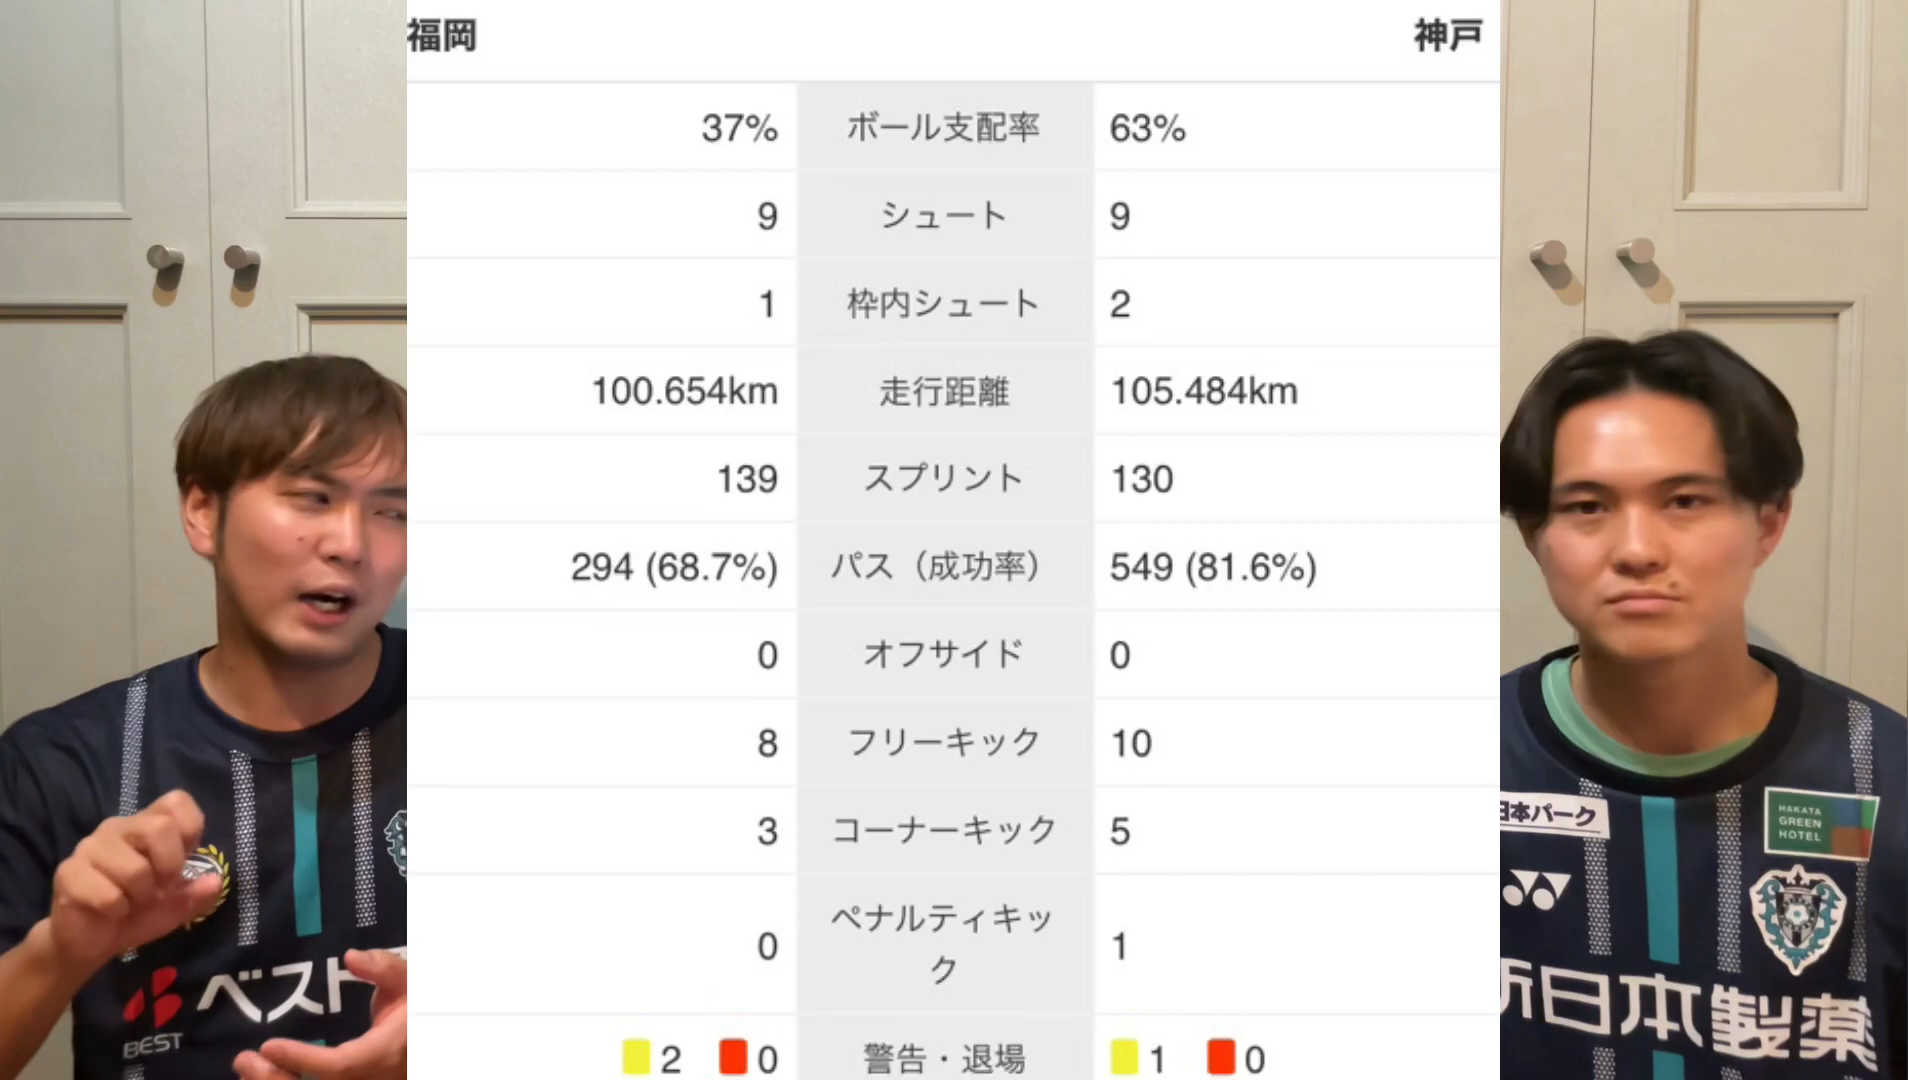 福岡 神戸
37% ボール支配率 63%
9 シュート 9
1 枠内シュート 2
100.654km 走行距離 105.484km
139 スプリント 130
294 (68.7%) パス（成功率） 549 (81.6%)
0 オフサイド 0
8 フリーキック 10
3 コーナーキック 5
0 ペナルティキッ 1
ク
2 0 警告・退場 1 0
ベスト
BEST
日本パーク
HAKATA
GREEN
HOTEL
新日本製薬